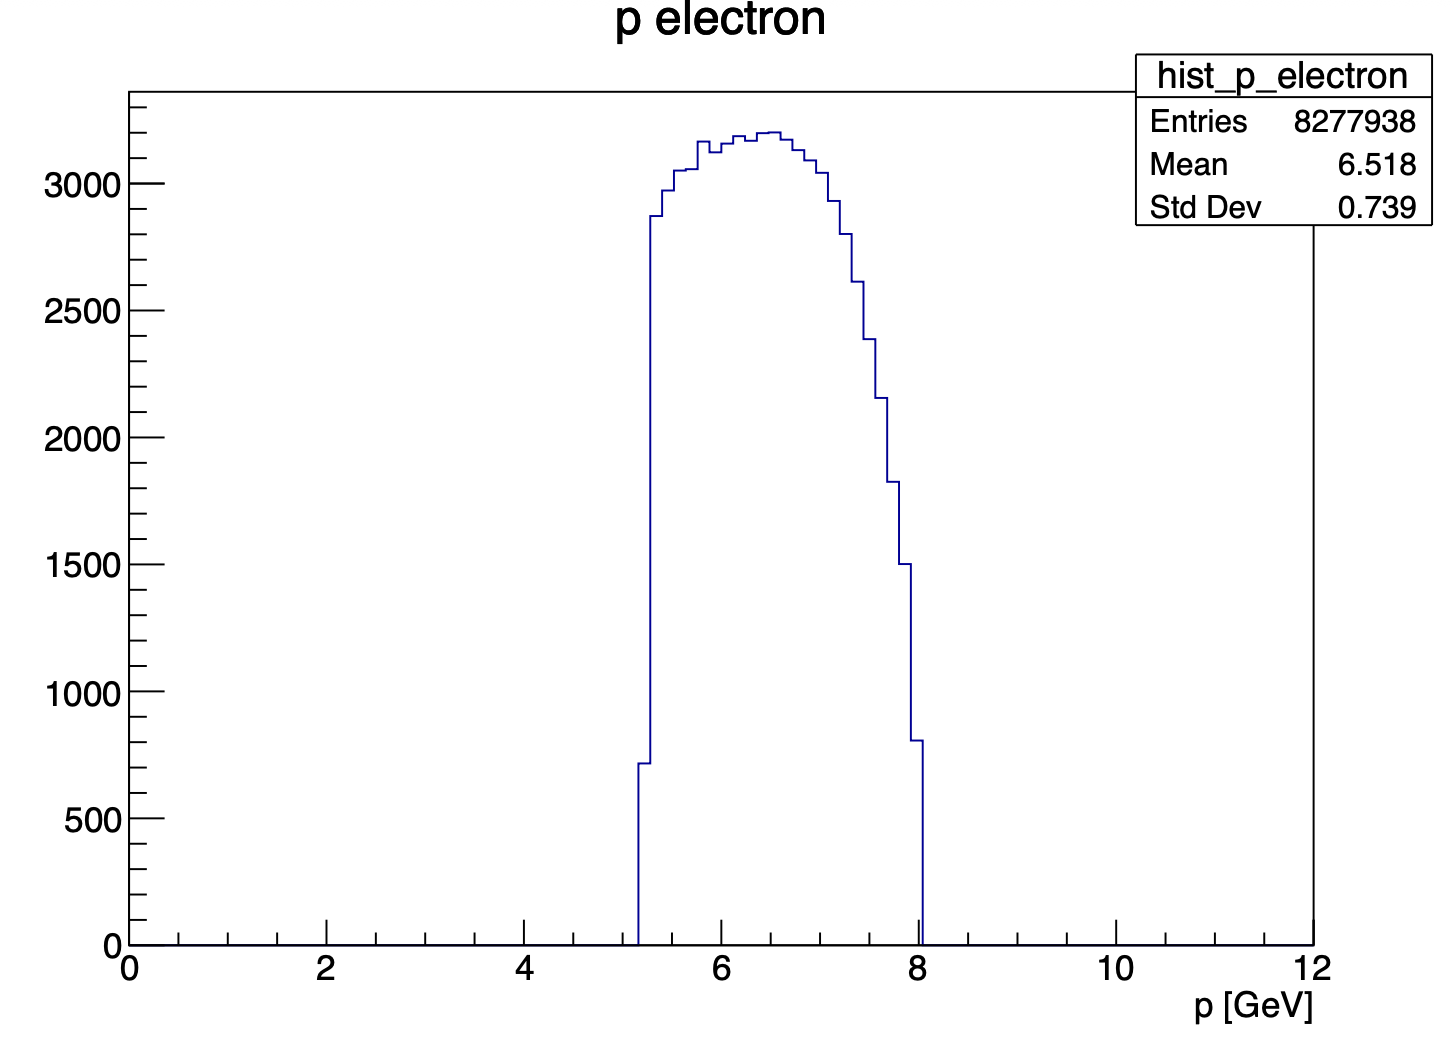 p electron
hist_p_electron
Entries 8277938
Mean 6.518
Std Dev 0.739
3000
2500
2000
1500
1000
500
0
0 2 4 6 8 10 12
p [GeV]